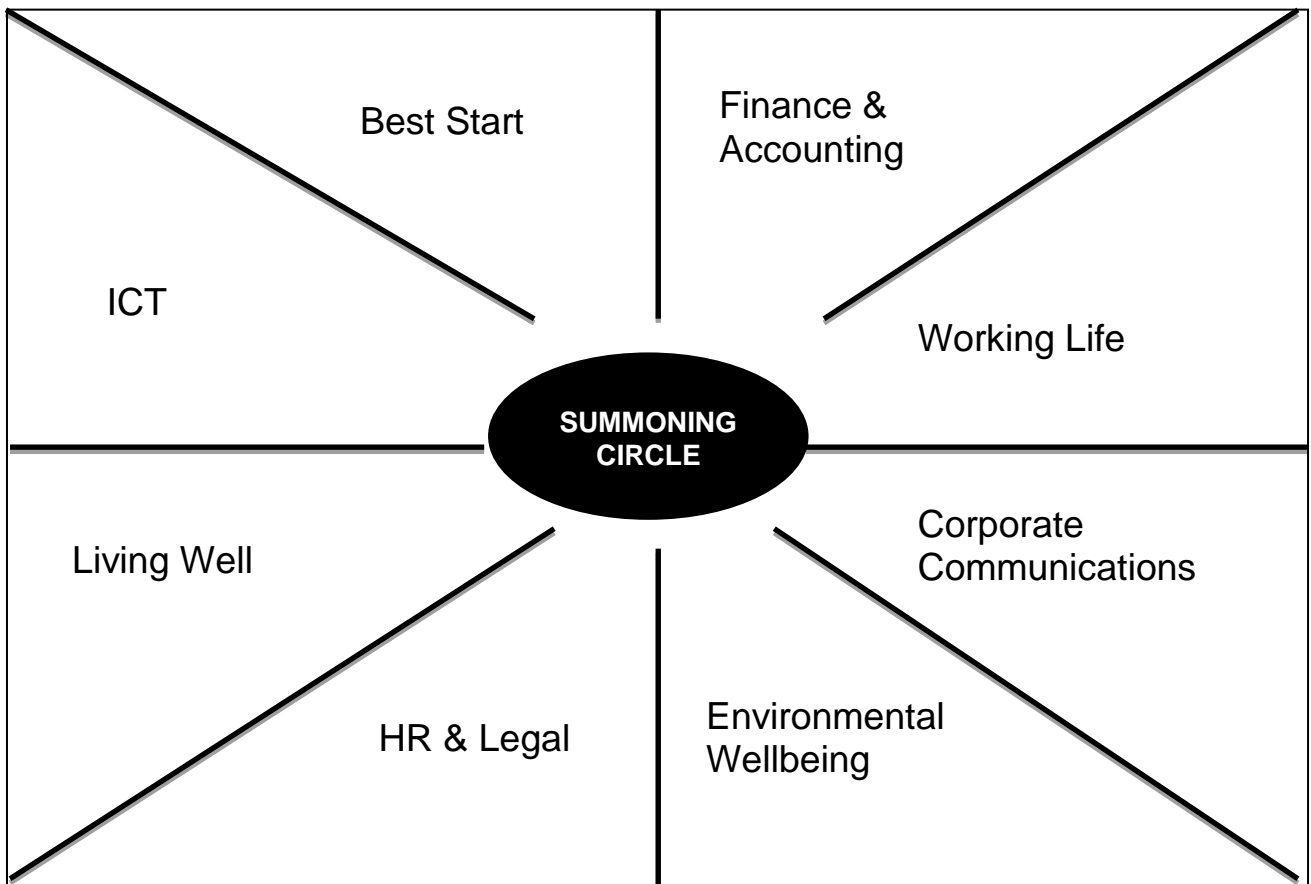 Best Start
Finance &
Accounting
ICT
Working Life
SUMMONING
CIRCLE
Living Well
Corporate
Communications
HR & Legal
Environmental
Wellbeing